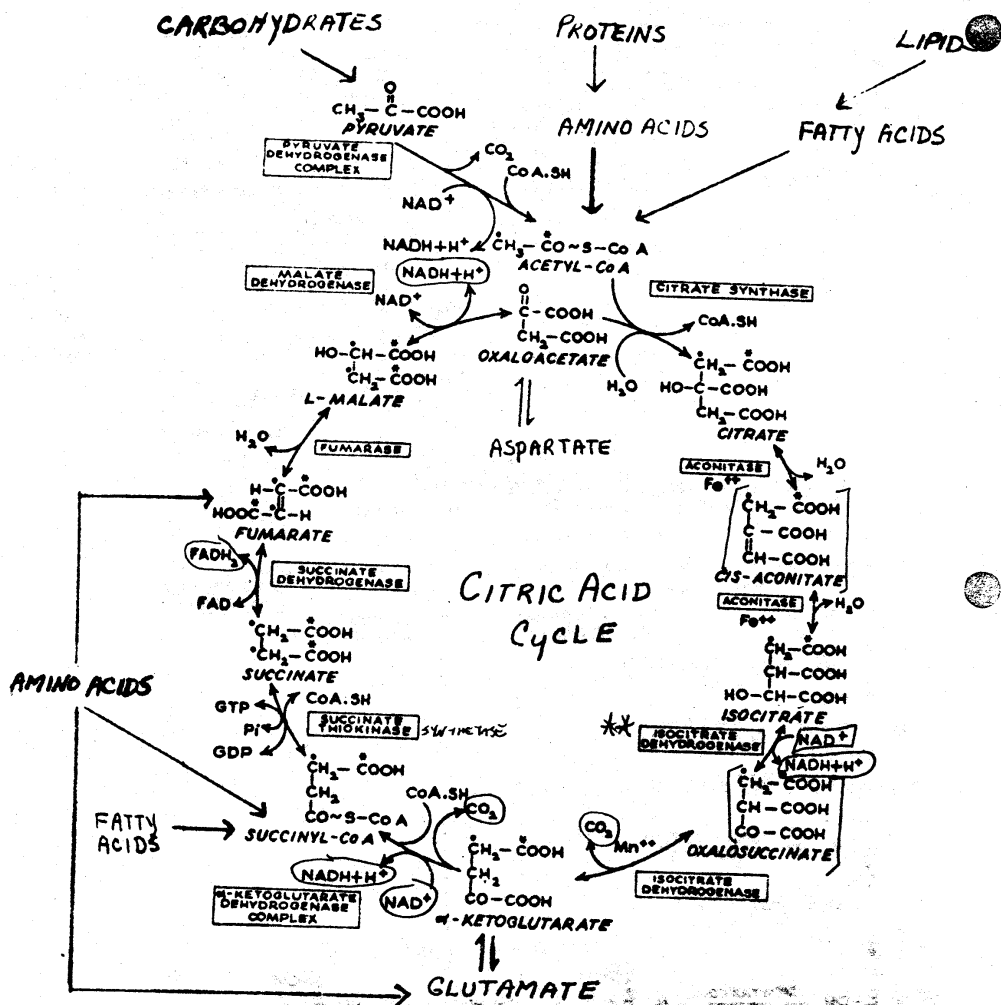 CARBOHYDRATES
PROTEINS
LIPIDS
CH₃-C-COOH
O
PYRUVATE
AMINO ACIDS
FATTY ACIDS
PYRUVATE
DEHYDROGENASE
COMPLEX
CO₂
CoA.SH
NAD⁺
NADH+H⁺
*CH₃-*CO~S-CoA
ACETYL-CoA
MALATE
DEHYDROGENASE
NADH+H⁺
NAD⁺
CITRATE SYNTHASE
CoA.SH
O
C-COOH
CH₂-COOH
OXALOACETATE
H₂O
HO-*CH-*COOH
*CH₂-*COOH
L-MALATE
*CH₂-*COOH
HO-C-COOH
CH₂-COOH
CITRATE
ASPARTATE
H₂O
FUMARASE
ACONITASE
Fe⁺⁺
H₂O
H-*C-*COOH
HOO*C-*C-H
FUMARATE
*CH₂-*COOH
C-COOH
CH-COOH
CIS-ACONITATE
FADH₂
SUCCINATE
DEHYDROGENASE
FAD
CITRIC ACID
CYCLE
ACONITASE
Fe⁺⁺
H₂O
*CH₂-*COOH
*CH₂-*COOH
SUCCINATE
*CH₂-*COOH
CH-COOH
HO-CH-COOH
ISOCITRATE
AMINO ACIDS
GTP
Pi
GDP
CoA.SH
SUCCINATE
THIOKINASE
**
ISOCITRATE
DEHYDROGENASE
NAD⁺
NADH+H⁺
*CH₂-*COOH
CH₂
CO~S-CoA
SUCCINYL-CoA
*CH₂-COOH
CH-COOH
CO-COOH
OXALOSUCCINATE
FATTY
ACIDS
CoA.SH
CO₂
NADH+H⁺
NAD⁺
α-KETOGLUTARATE
DEHYDROGENASE
COMPLEX
*CH₂-*COOH
CH₂
CO-COOH
α-KETOGLUTARATE
CO₂
Mn⁺⁺
ISOCITRATE
DEHYDROGENASE
GLUTAMATE